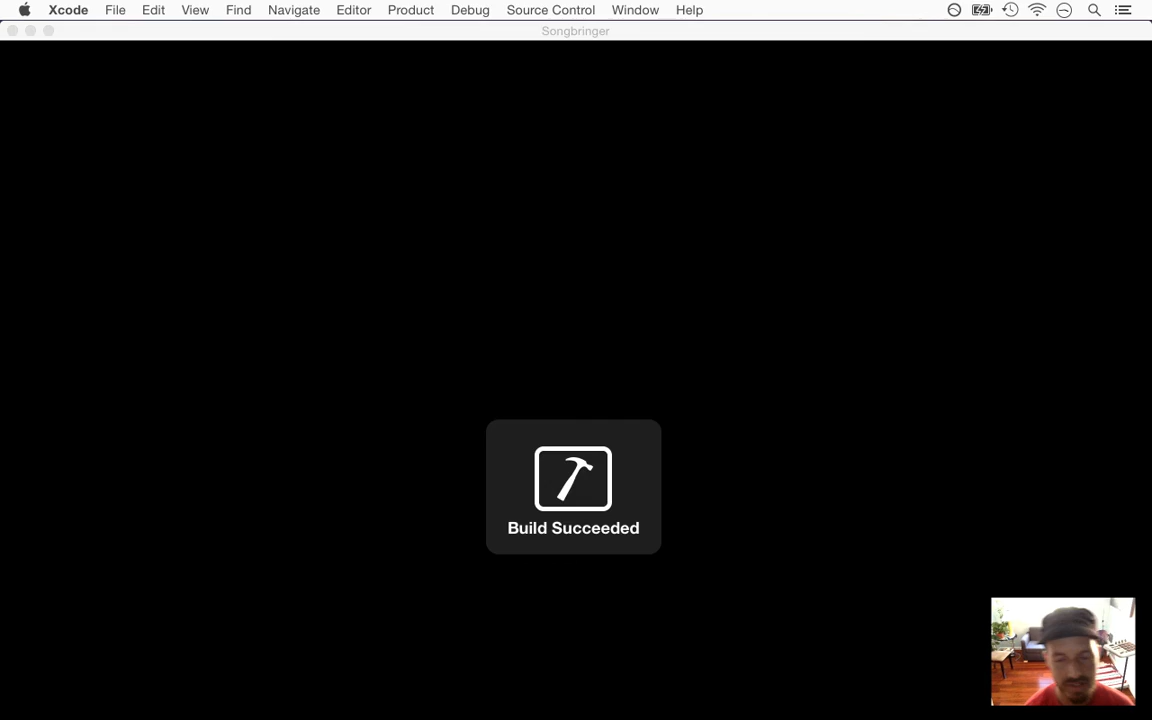 Xcode File Edit View Find Navigate Editor Product Debug Source Control Window Help
Songbringer
Build Succeeded